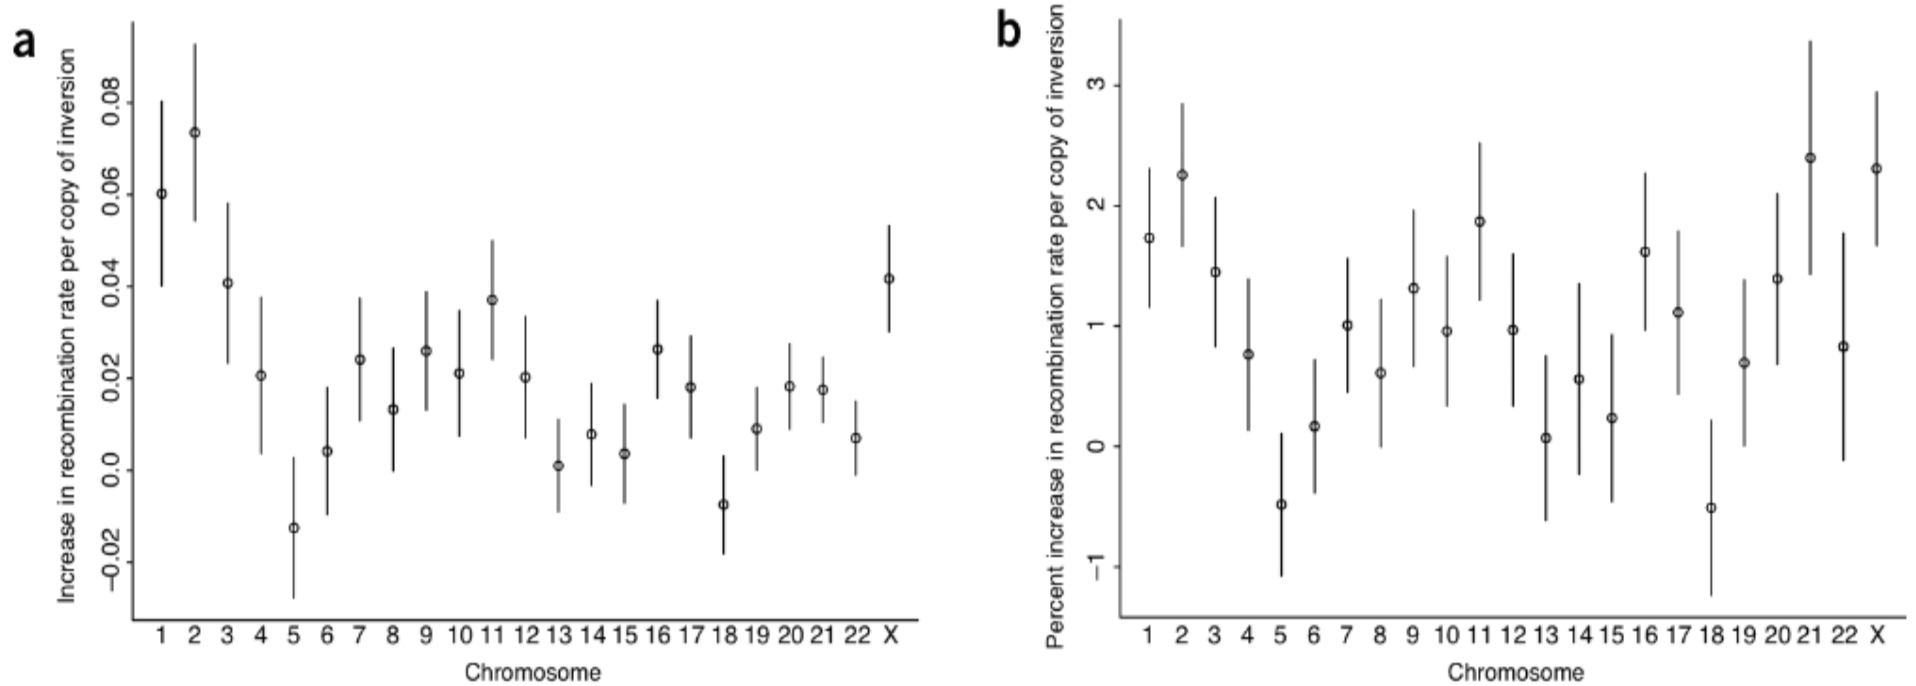 a
Increase in recombination rate per copy of inversion
0.08
0.06
0.04
0.02
0.0
–0.02
1 2 3 4 5 6 7 8 9 10 11 12 13 14 15 16 17 18 19 20 21 22 X
Chromosome
b
Percent increase in recombination rate per copy of inversion
3
2
1
0
–1
1 2 3 4 5 6 7 8 9 10 11 12 13 14 15 16 17 18 19 20 21 22 X
Chromosome